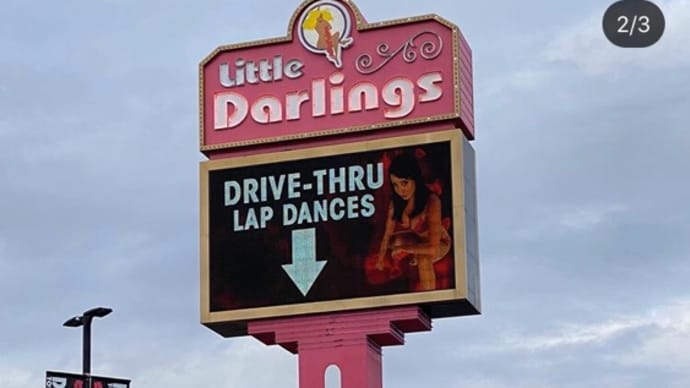 2/3
Little
Darlings
DRIVE-THRU
LAP DANCES